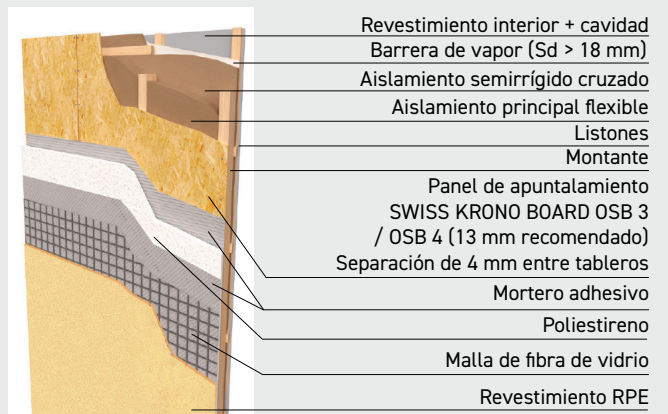 Revestimiento interior + cavidad
Barrera de vapor (Sd > 18 mm)
Aislamiento semirrígido cruzado
Aislamiento principal flexible
Listones
Montante
Panel de apuntalamiento
SWISS KRONO BOARD OSB 3
/ OSB 4 (13 mm recomendado)
Separación de 4 mm entre tableros
Mortero adhesivo
Poliestireno
Malla de fibra de vidrio
Revestimiento RPE